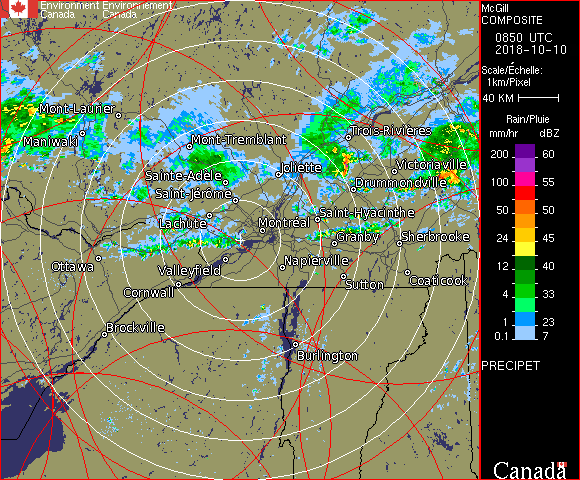 Environment Environnement
Canada Canada
McGill
COMPOSITE
0850 UTC
2018-10-10
Scale/Échelle:
1km/Pixel
40 KM
Rain/Pluie
mm/hr dBZ
200 60
100 55
50 50
24 45
12 40
4 33
1 23
0.1 7
PRECIPET
Canada
Mont-Laurier
Maniwaki
Mont-Tremblant
Trois-Rivières
Joliette
Victoriaville
Sainte-Adèle
Drummondville
Saint-Jérôme
Saint-Hyacinthe
Lachute
Montréal
Granby
Sherbrooke
Ottawa
Valleyfield
Napierville
Cornwall
Sutton
Coaticook
Brockville
Burlington